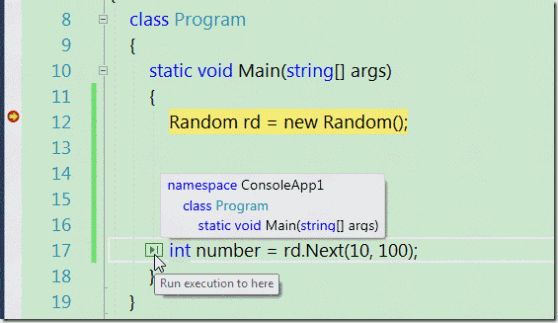 8 class Program
9 {
10 static void Main(string[] args)
11 {
12 Random rd = new Random();
13
14
15 namespace ConsoleApp1
class Program
16 static void Main(string[] args)
17 int number = rd.Next(10, 100);
18 }
Run execution to here
19 }